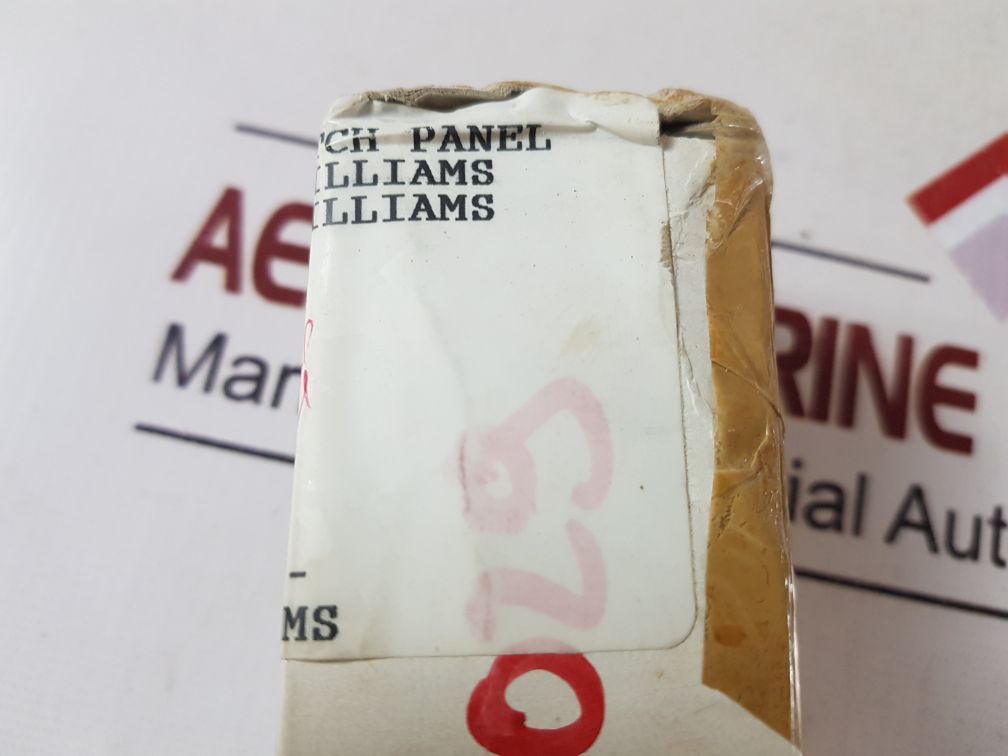 TCH PANEL
ILLIAMS
ILLIAMS
AE RINE
Mar ial Aut
-
MS